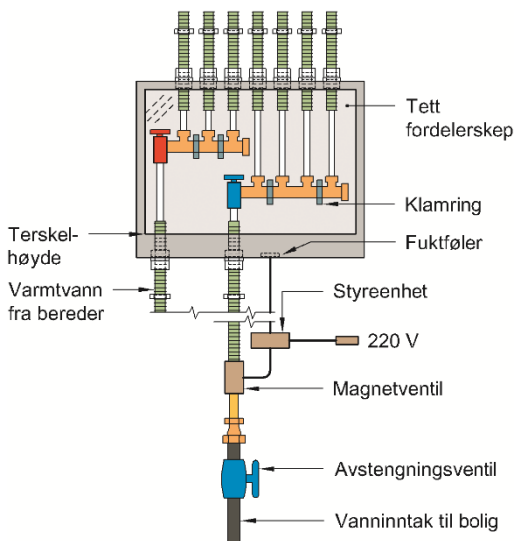 Tett
fordelerskep
Klamring
Terskel-
høyde
Fuktføler
Varmtvann
fra bereder
Styreenhet
220 V
Magnetventil
Avstengningsventil
Vanninntak til bolig